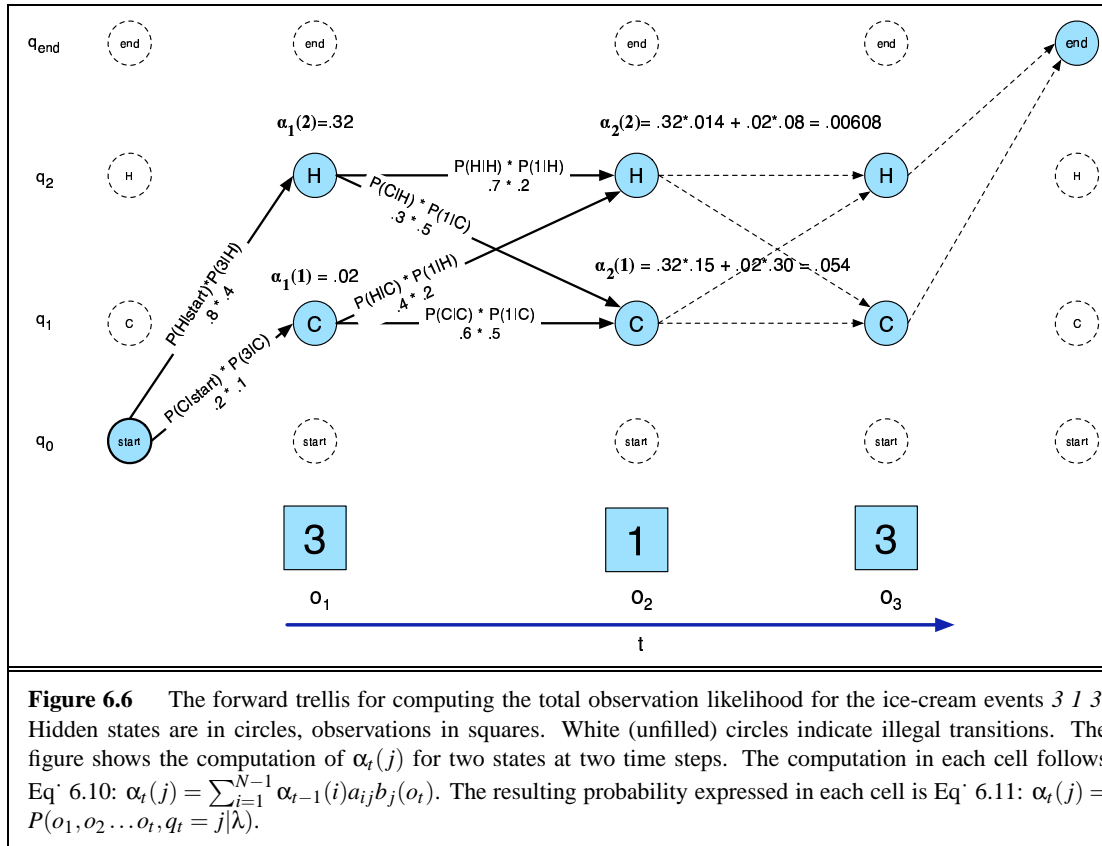 q_end end end end end end
α₁(2)=.32 α₂(2) = .32*.014 + .02*.08 = .00608
q₂ H H H H H
P(H|H) * P(1|H)
.7 * .2
P(C|H) * P(1|C)
.3 * .5
P(H|start)*P(3|H)
.8 * .4
α₁(1) = .02 α₂(1) = .32*.15 + .02*.30 = .054
P(H|C) * P(1|H)
.4 * .2
q₁ C C C C C
P(C|C) * P(1|C)
.6 * .5
P(C|start) * P(3|C)
.2 * .1
q₀ start start start start start
3 1 3
o₁ o₂ o₃
t
Figure 6.6 The forward trellis for computing the total observation likelihood for the ice-cream events 3 1 3
Hidden states are in circles, observations in squares. White (unfilled) circles indicate illegal transitions. The
figure shows the computation of αₜ(j) for two states at two time steps. The computation in each cell follows
Eq˙ 6.10: αₜ(j) = ∑ᵢ₌₁ᴺ⁻¹ αₜ₋₁(i)aᵢⱼbⱼ(oₜ). The resulting probability expressed in each cell is Eq˙ 6.11: αₜ(j) =
P(o₁,o₂…oₜ,qₜ = j|λ).